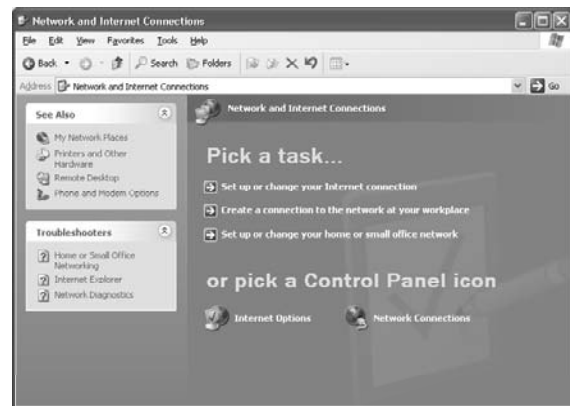 Network and Internet Connections
File Edit View Favorites Tools Help
Back Search Folders
Address Network and Internet Connections Go
See Also
My Network Places
Printers and Other
Hardware
Remote Desktop
Phone and Modem Options
Troubleshooters
Home or Small Office
Networking
Internet Explorer
Network Diagnostics
Network and Internet Connections
Pick a task...
Set up or change your Internet connection
Create a connection to the network at your workplace
Set up or change your home or small office network
or pick a Control Panel icon
Internet Options Network Connections